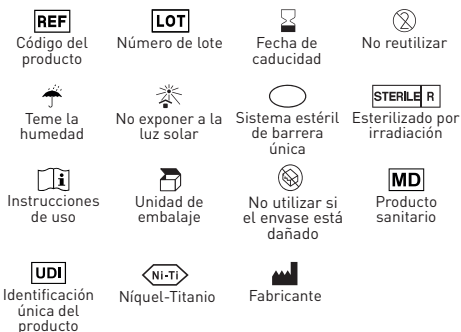 REF
LOT
Código del
producto
Número de lote
Fecha de
caducidad
No reutilizar
STERILE R
Teme la
humedad
No exponer a la
luz solar
Sistema estéril
de barrera
única
Esterilizado por
irradiación
i
MD
Instrucciones
de uso
Unidad de
embalaje
No utilizar si
el envase está
dañado
Producto
sanitario
UDI
Ni-Ti
Identificación
única del
producto
Níquel-Titanio
Fabricante